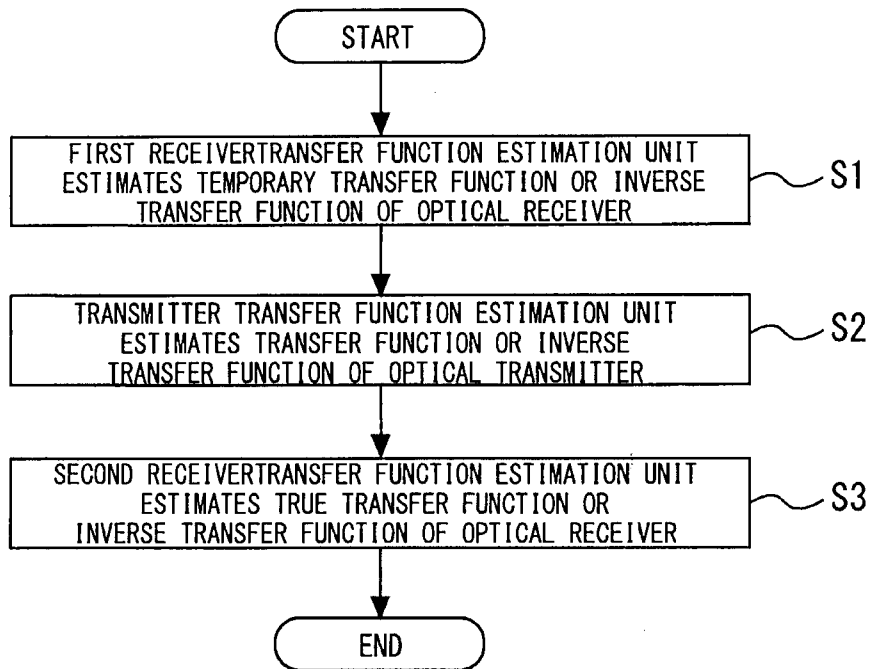 START
FIRST RECEIVERTRANSFER FUNCTION ESTIMATION UNIT
ESTIMATES TEMPORARY TRANSFER FUNCTION OR INVERSE
TRANSFER FUNCTION OF OPTICAL RECEIVER
S1
TRANSMITTER TRANSFER FUNCTION ESTIMATION UNIT
ESTIMATES TRANSFER FUNCTION OR INVERSE
TRANSFER FUNCTION OF OPTICAL TRANSMITTER
S2
SECOND RECEIVERTRANSFER FUNCTION ESTIMATION UNIT
ESTIMATES TRUE TRANSFER FUNCTION OR
INVERSE TRANSFER FUNCTION OF OPTICAL RECEIVER
S3
END